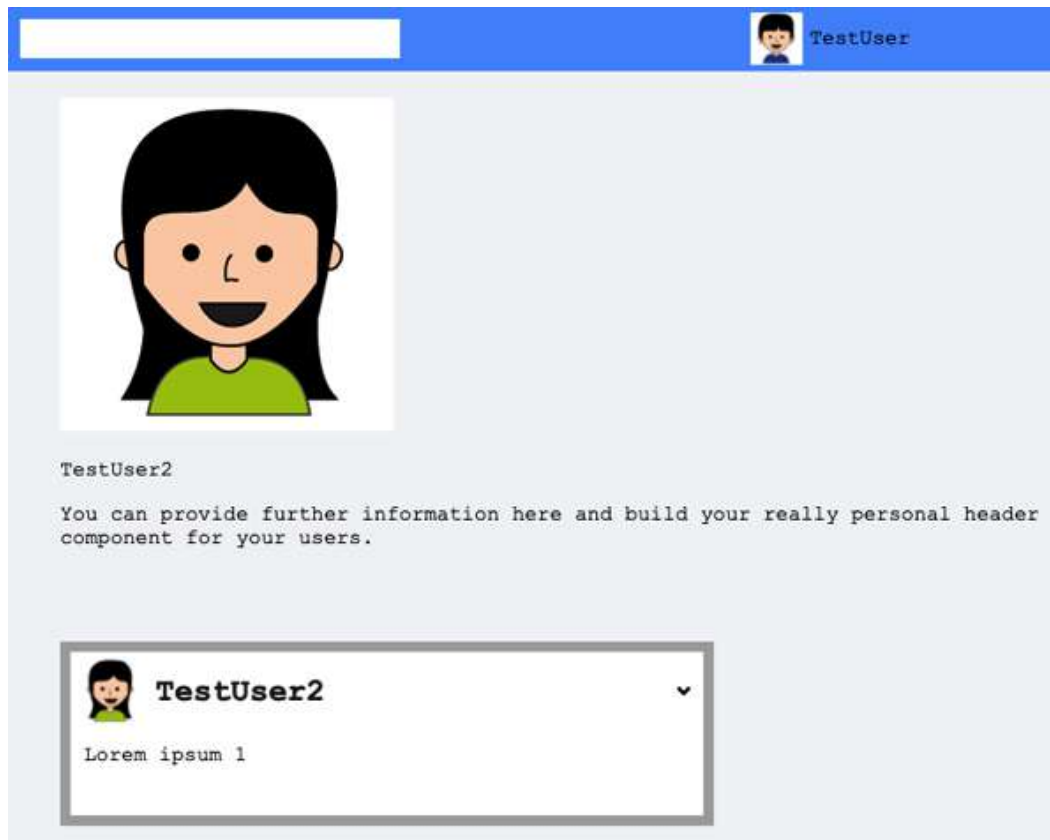 TestUser
TestUser2
You can provide further information here and build your really personal header
component for your users.
TestUser2
Lorem ipsum 1